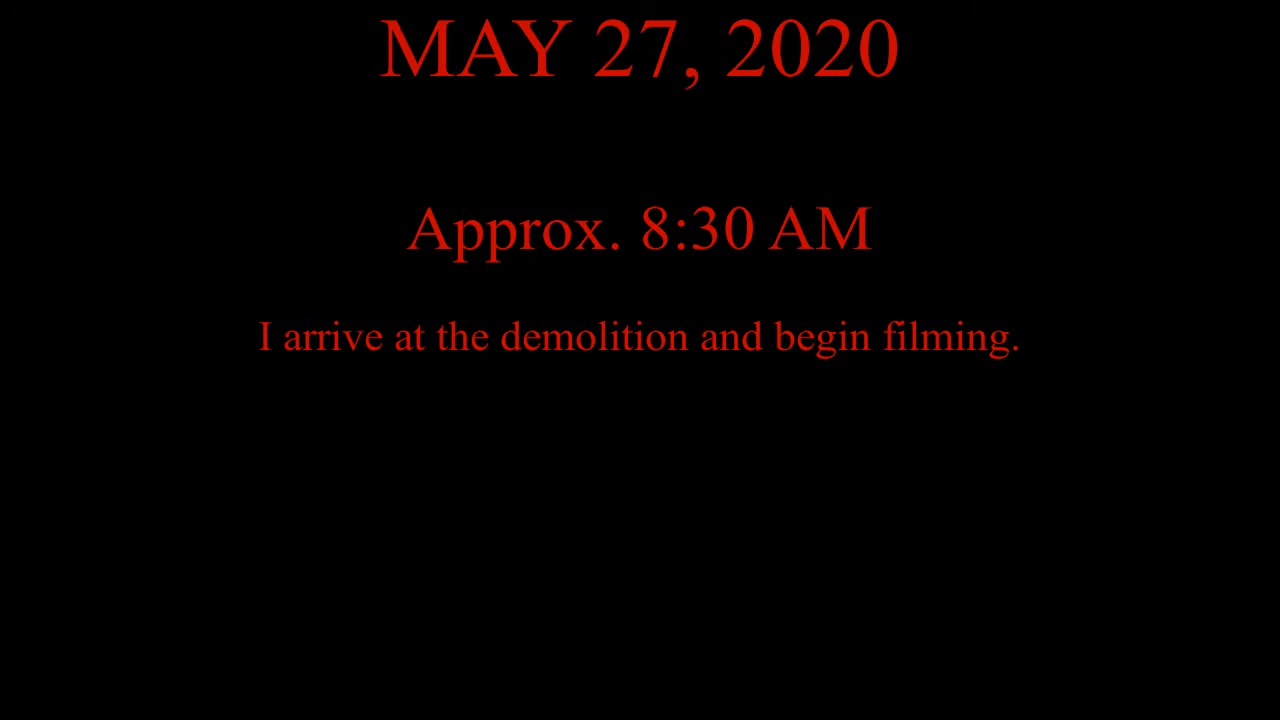 MAY 27, 2020
Approx. 8:30 AM
I arrive at the demolition and begin filming.